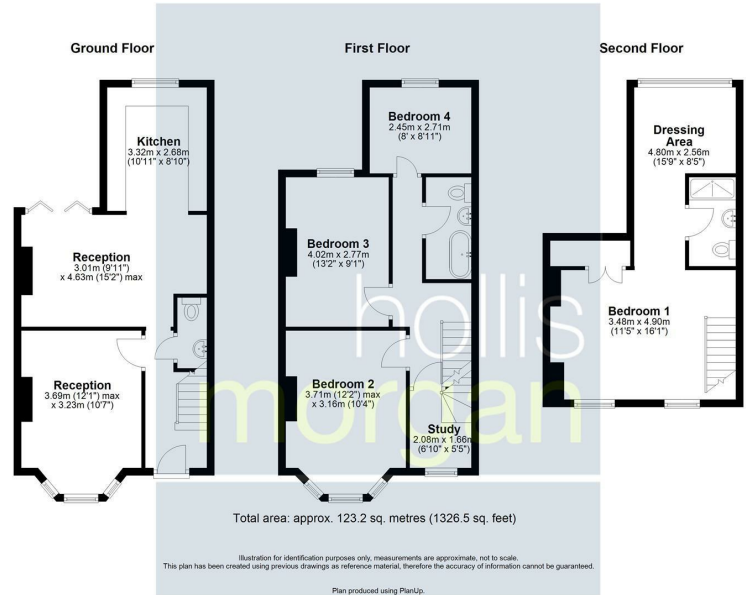 Ground Floor
First Floor
Second Floor
Kitchen
3.32m x 2.68m
(10'11" x 8'10")
Reception
3.01m (9'11")
x 4.63m (15'2") max
Reception
3.69m (12'1") max
x 3.23m (10'7")
Bedroom 4
2.45m x 2.71m
(8' x 8'11")
Bedroom 3
4.02m x 2.77m
(13'2" x 9'1")
Bedroom 2
3.71m (12'2") max
x 3.16m (10'4")
Study
2.08m x 1.66m
(6'10" x 5'5")
Dressing
Area
4.80m x 2.56m
(15'9" x 8'5")
Bedroom 1
3.48m x 4.90m
(11'5" x 16'1")
hollis
morgan
Total area: approx. 123.2 sq. metres (1326.5 sq. feet)
Illustration for identification purposes only, measurements are approximate, not to scale.
This plan has been created using previous drawings as reference material, therefore the accuracy of information cannot be guaranteed.
Plan produced using PlanUp.